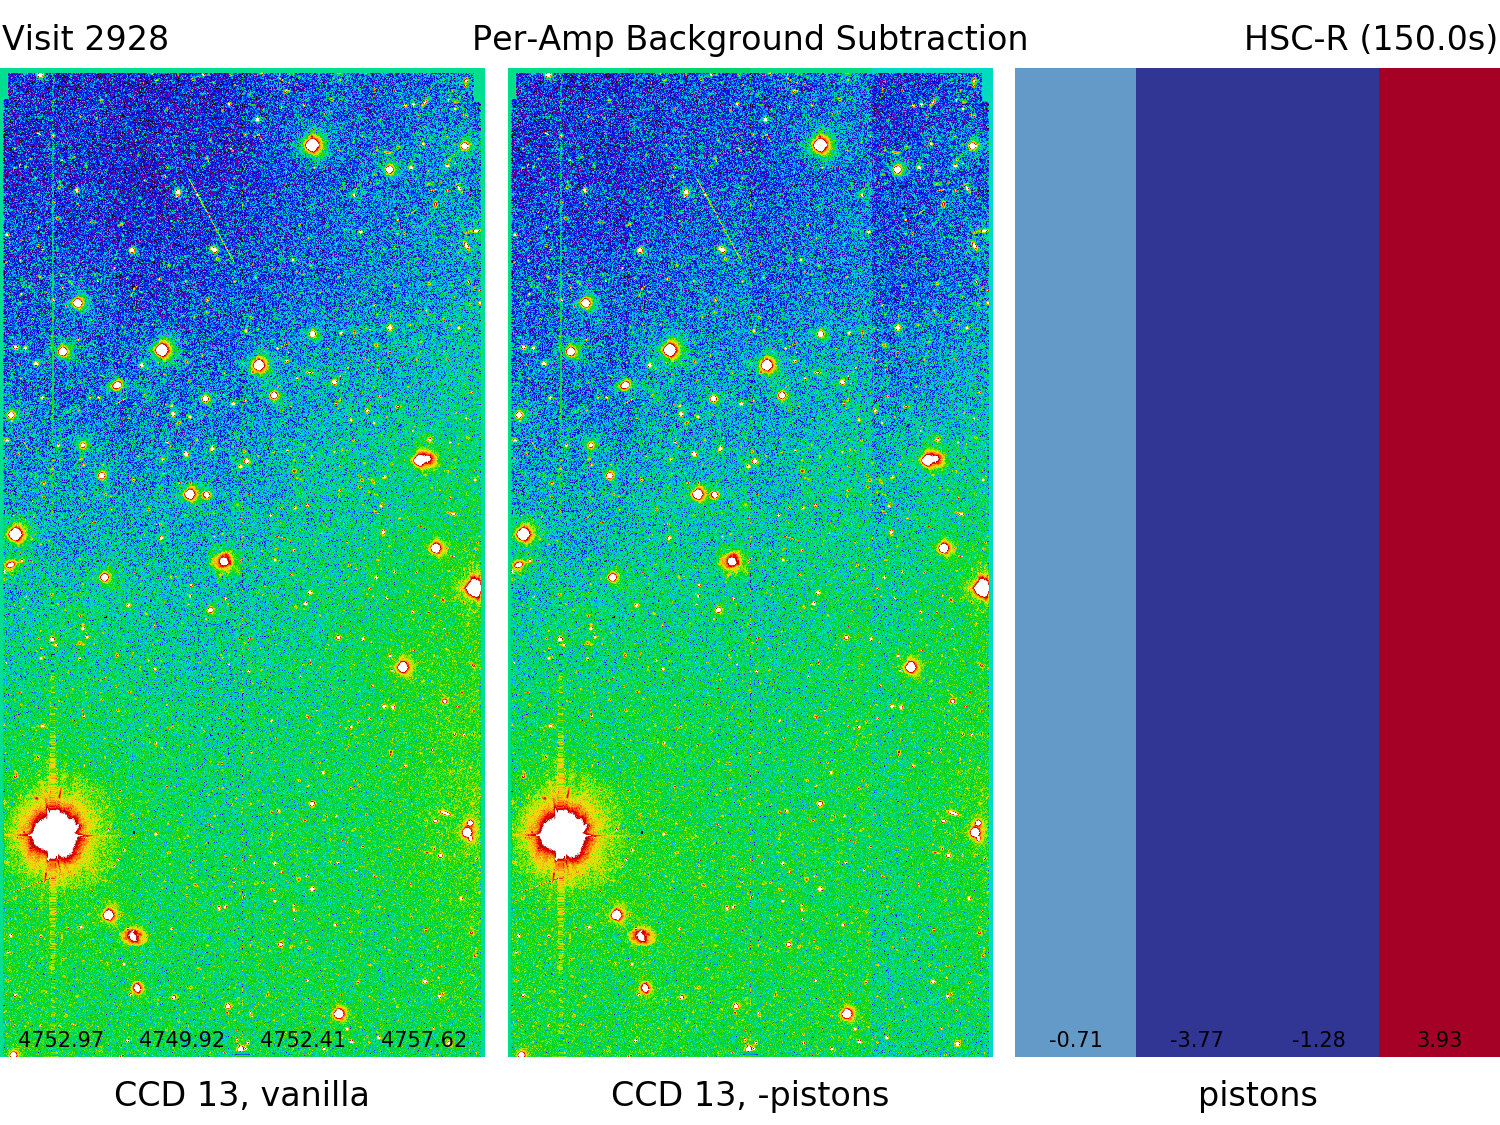 Visit 2928 Per-Amp Background Subtraction HSC-R (150.0s)
4752.97 4749.92 4752.41 4757.62 -0.71 -3.77 -1.28 3.93
CCD 13, vanilla CCD 13, -pistons pistons